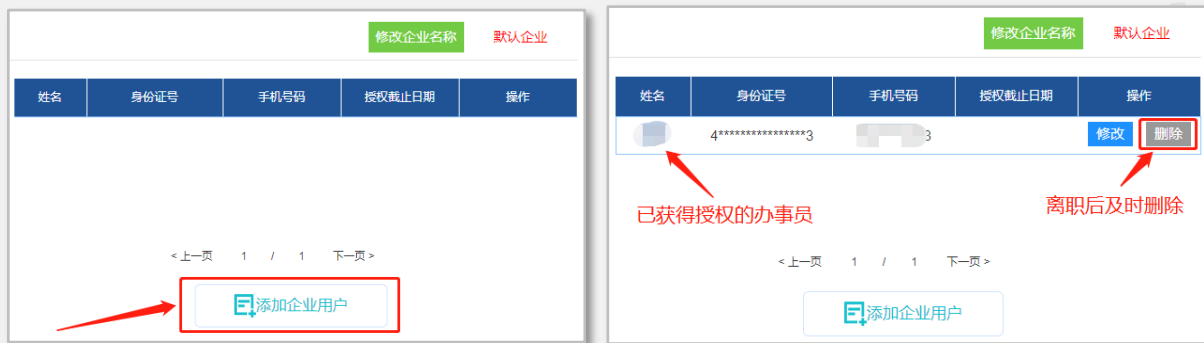 修改企业名称 默认企业
姓名 身份证号 手机号码 授权截止日期 操作
<上一页 1 / 1 下一页>
添加企业用户
修改企业名称 默认企业
姓名 身份证号 手机号码 授权截止日期 操作
4****************3 3 修改 删除
已获得授权的办事员 离职后及时删除
<上一页 1 / 1 下一页>
添加企业用户